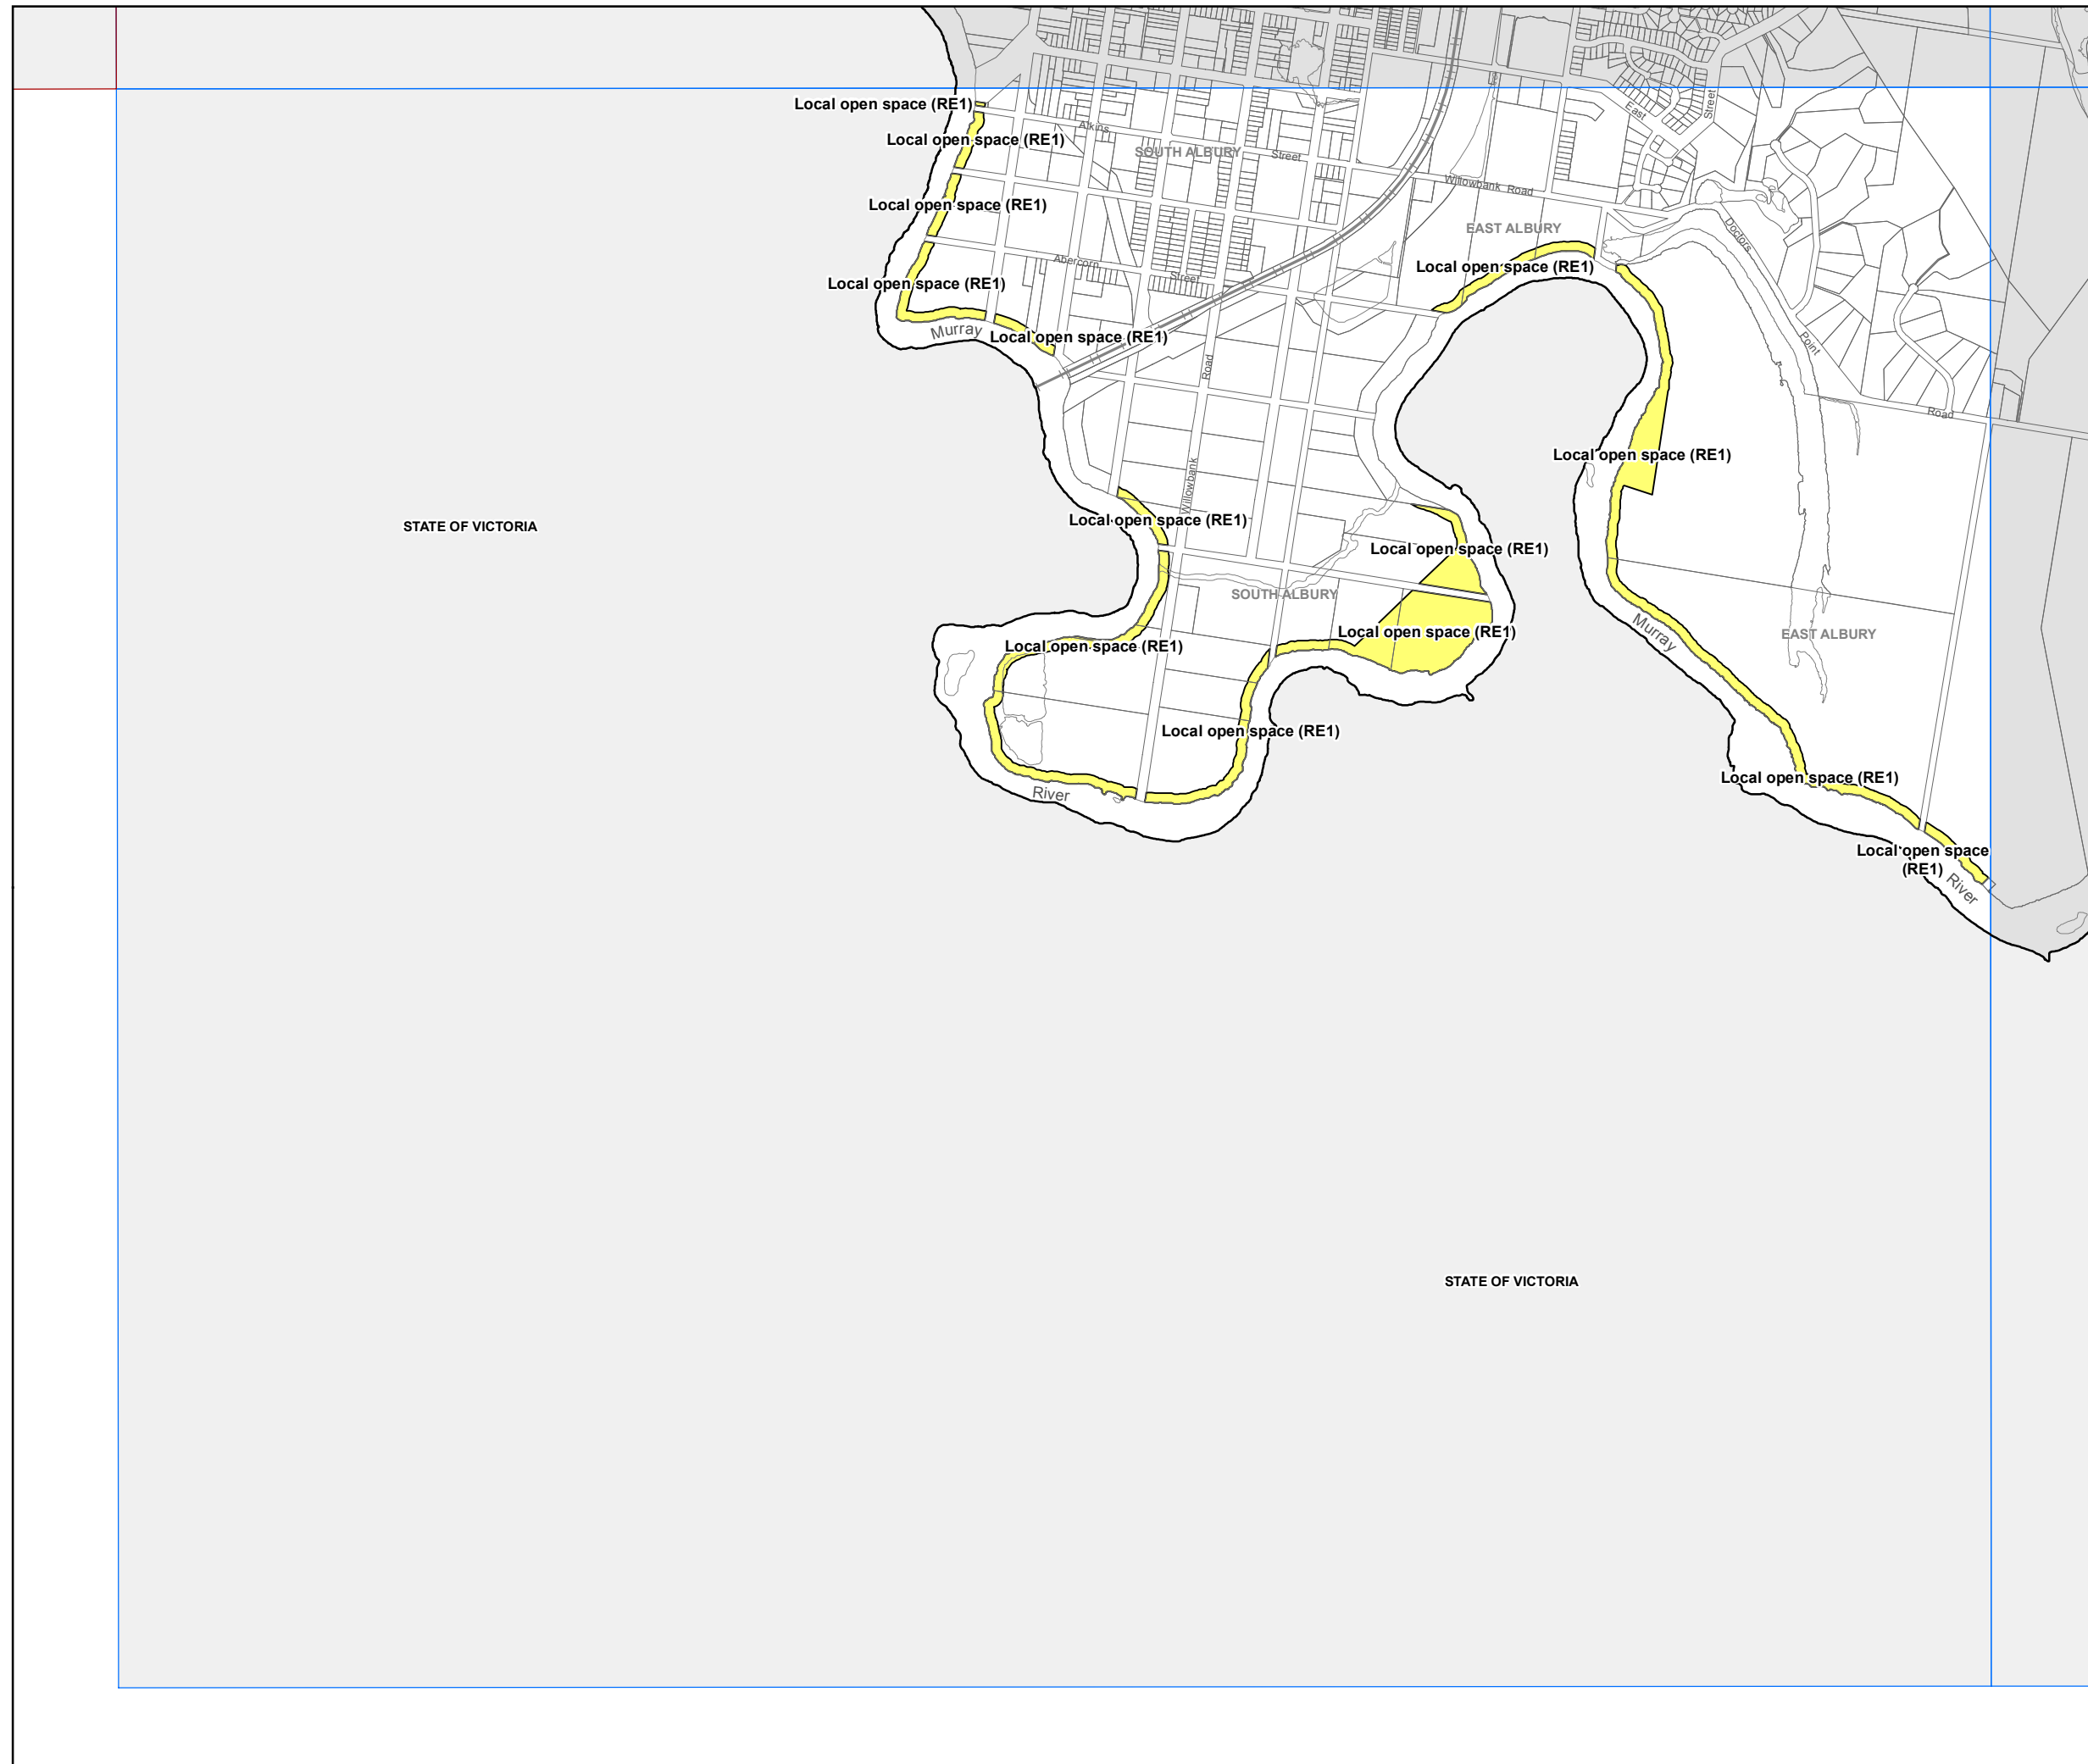 Street
East
Local open space (RE1)
Atkins
Local open space (RE1)
SOUTH ALBURY
Street
Willowbank Road
Local open space (RE1)
EAST ALBURY
Doctors
Abercorn
Local open space (RE1)
Street
Local open space (RE1)
Murray
Local open space (RE1)
Point
Road
Road
Local open space (RE1)
Willowbank
Local open space (RE1)
STATE OF VICTORIA
Local open space (RE1)
SOUTH ALBURY
Local open space (RE1)
Murray
EAST ALBURY
Local open space (RE1)
Local open space (RE1)
Local open space (RE1)
River
Local open space
(RE1)
River
STATE OF VICTORIA